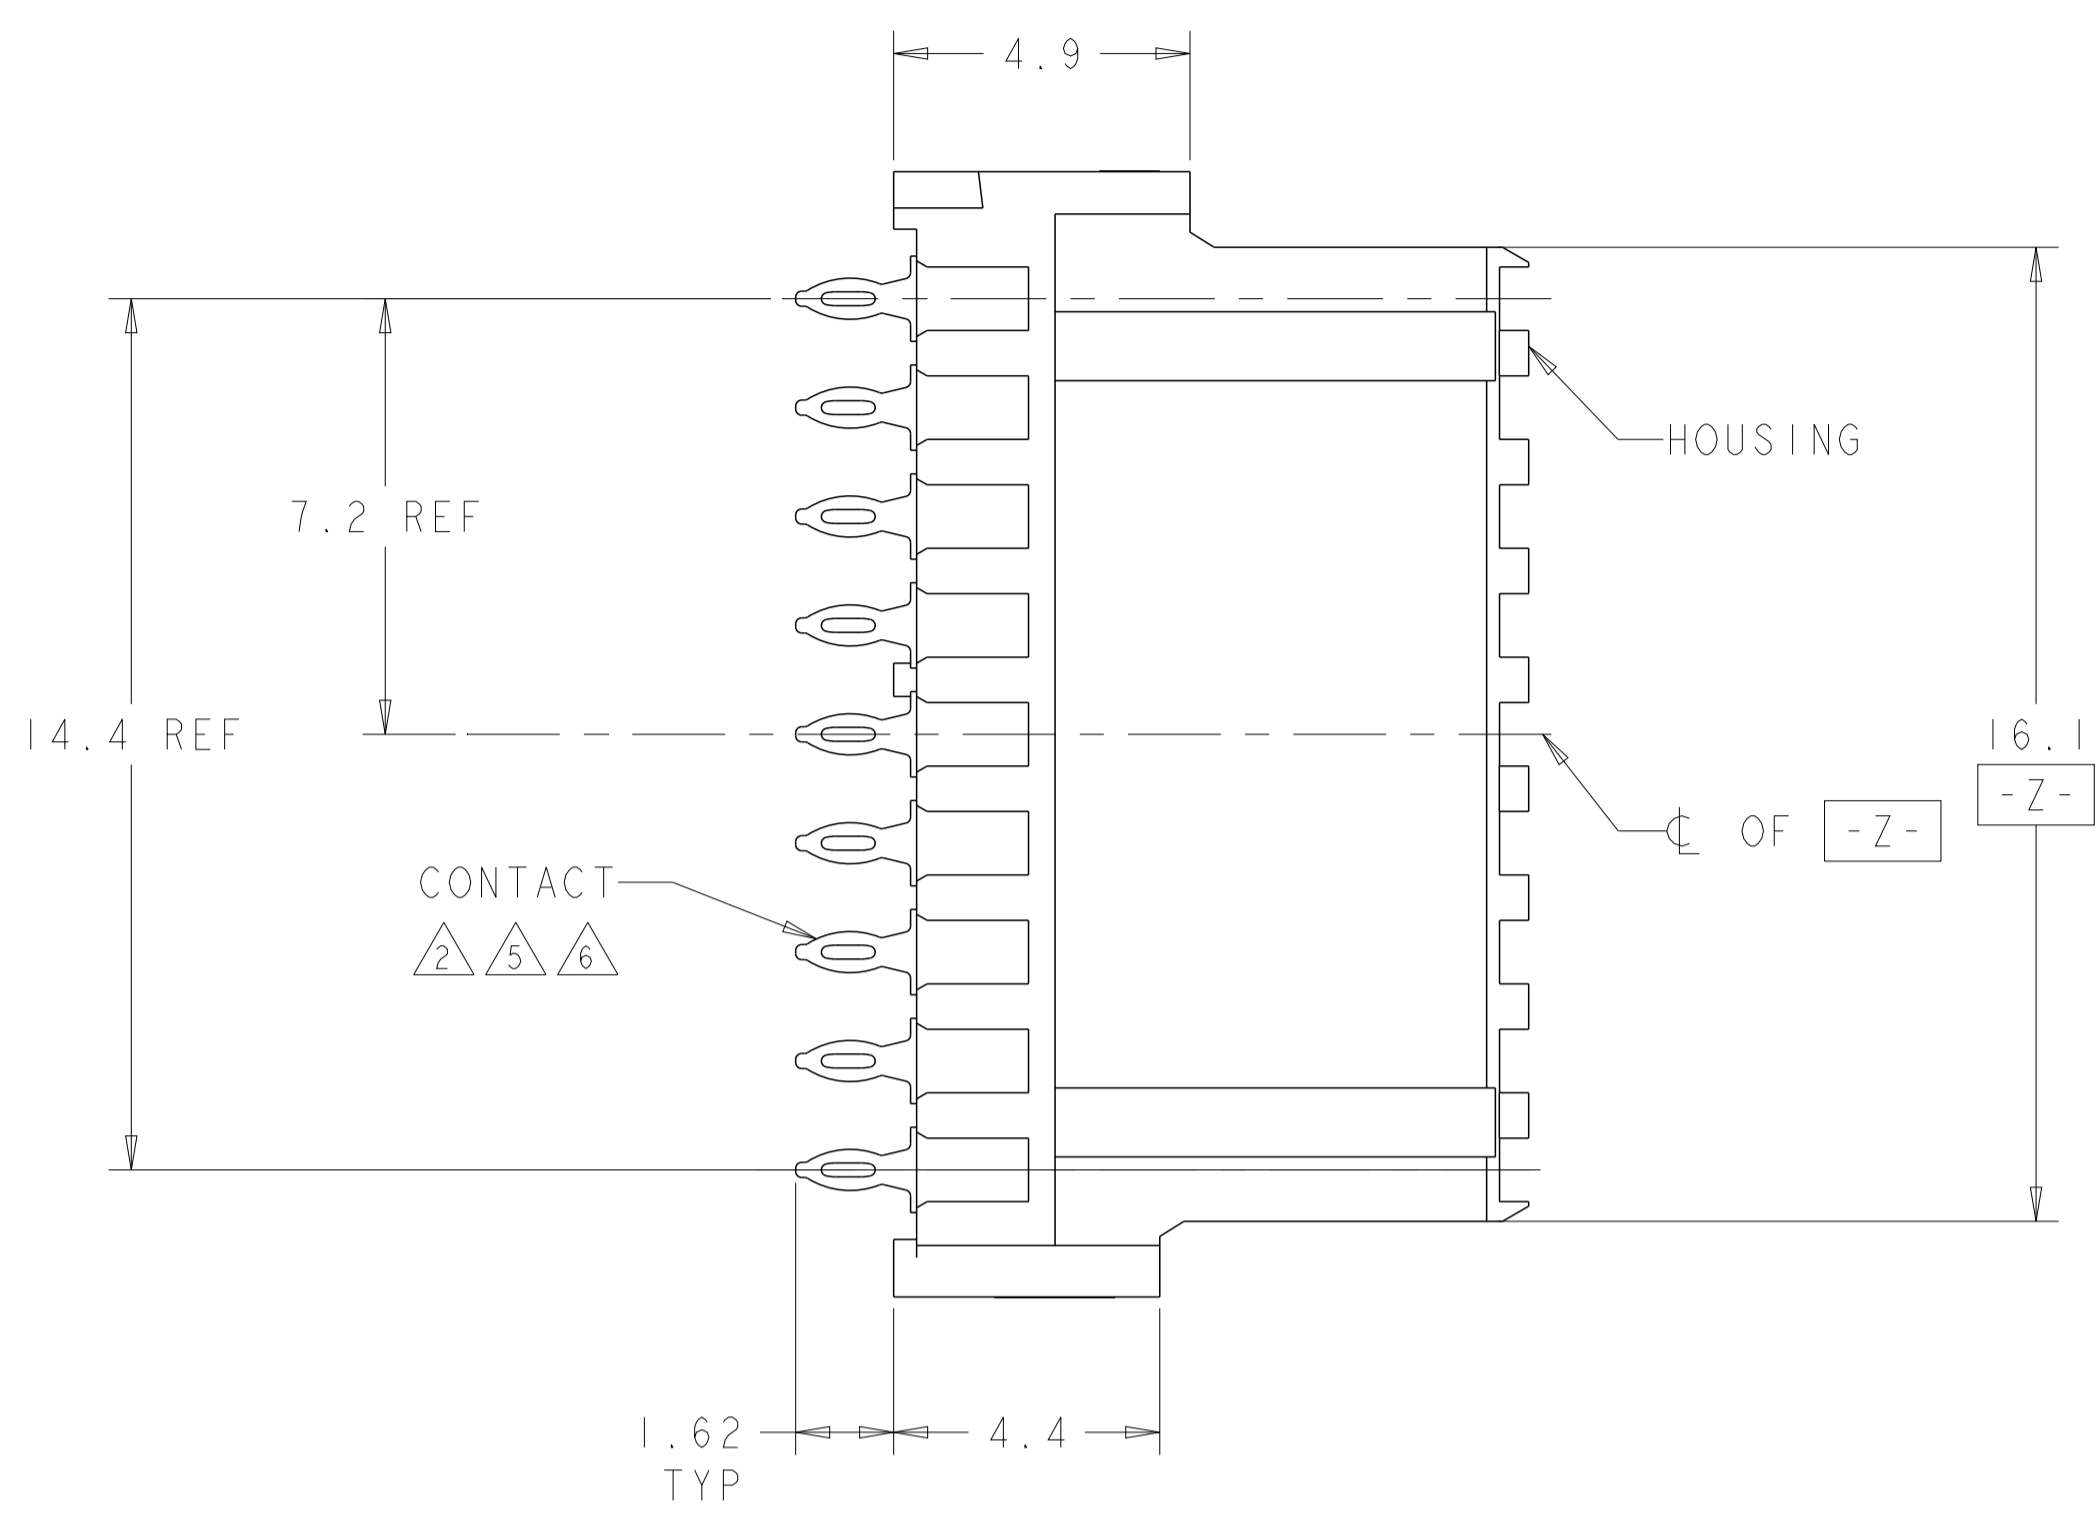 4.9
HOUSING
7.2 REF
14.4 REF
16.1
-Z-
℄ OF -Z-
CONTACT
2 5 6
1.62
TYP
4.4